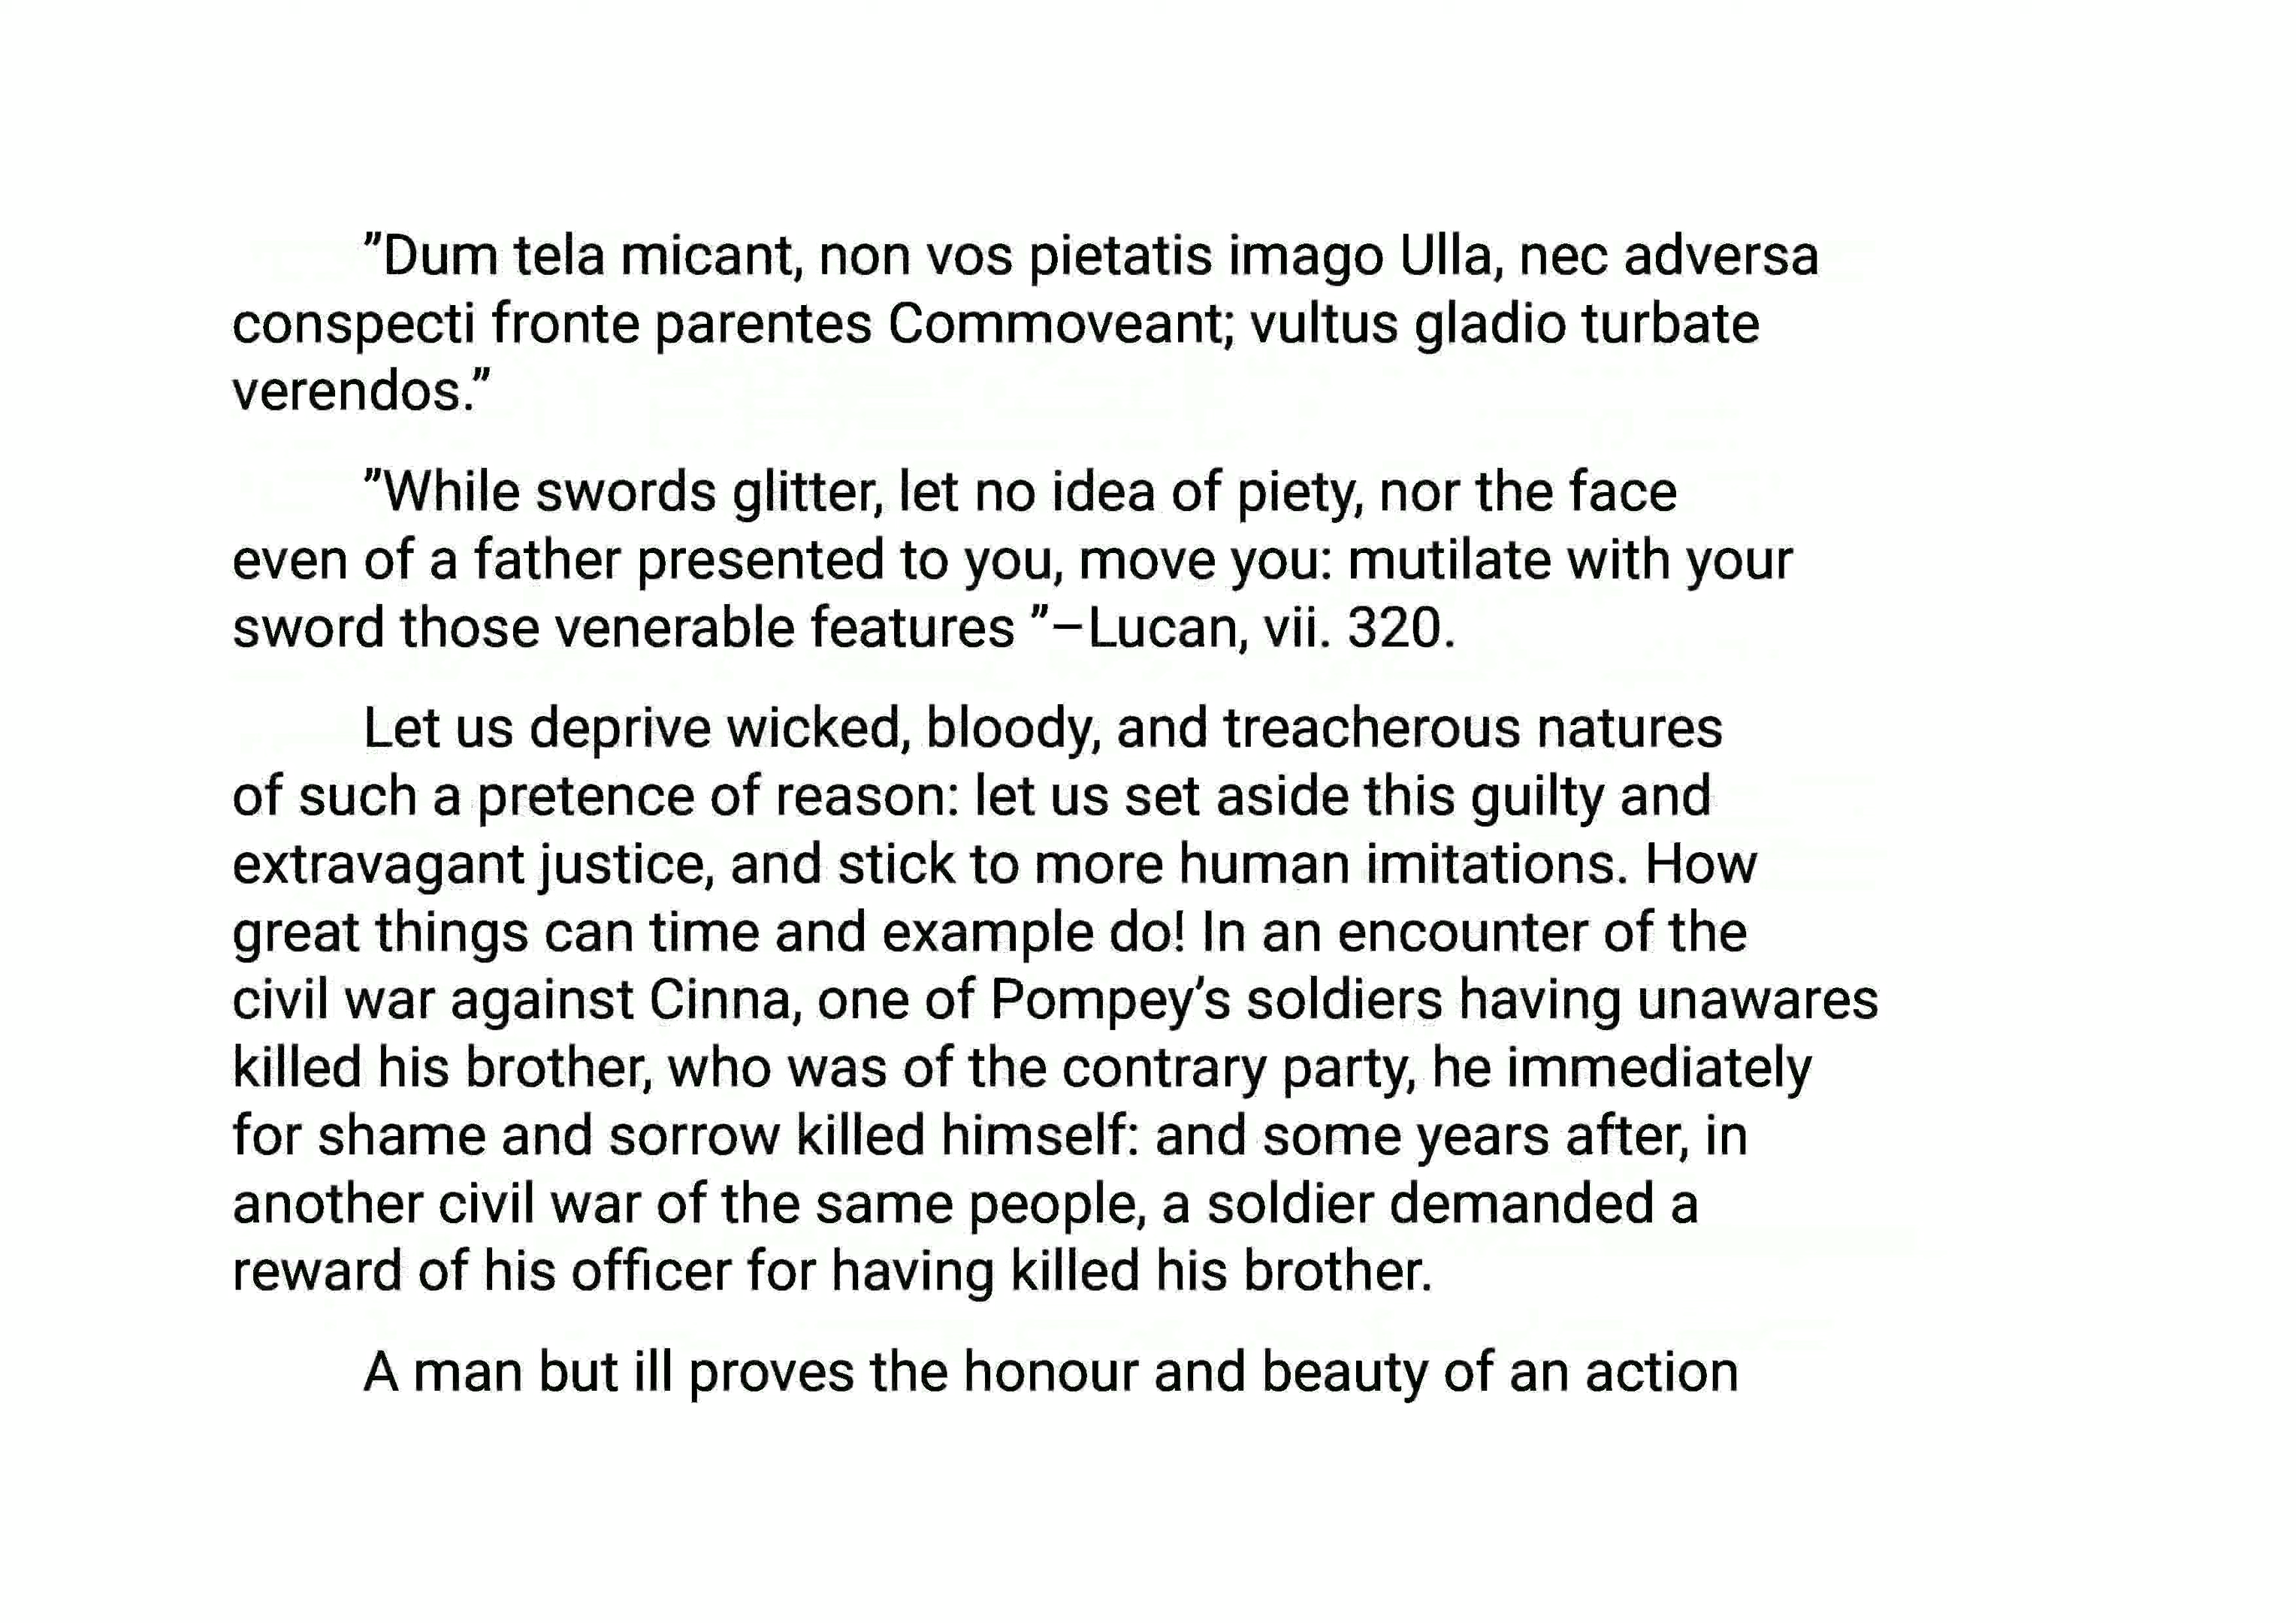 ”Dum tela micant, non vos pietatis imago Ulla, nec adversa
conspecti fronte parentes Commoveant; vultus gladio turbate
verendos.”
”While swords glitter, let no idea of piety, nor the face
even of a father presented to you, move you: mutilate with your
sword those venerable features ”–Lucan, vii. 320.
Let us deprive wicked, bloody, and treacherous natures
of such a pretence of reason: let us set aside this guilty and
extravagant justice, and stick to more human imitations. How
great things can time and example do! In an encounter of the
civil war against Cinna, one of Pompey’s soldiers having unawares
killed his brother, who was of the contrary party, he immediately
for shame and sorrow killed himself: and some years after, in
another civil war of the same people, a soldier demanded a
reward of his officer for having killed his brother.
A man but ill proves the honour and beauty of an action